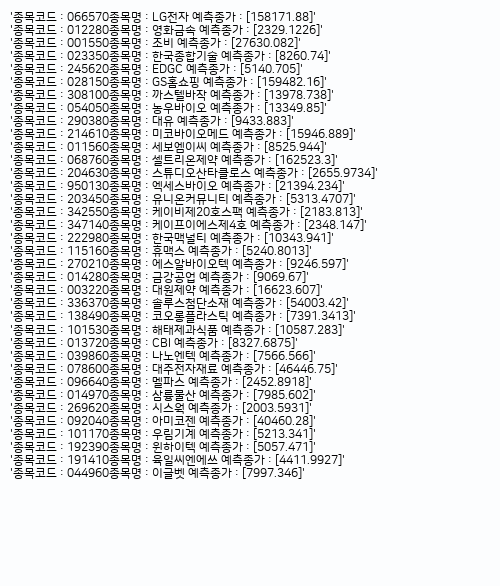 '종목코드 : 066570종목명 : LG전자 예측종가 : [158171.88]'
'종목코드 : 012280종목명 : 영화금속 예측종가 : [2329.1226]'
'종목코드 : 001550종목명 : 조비 예측종가 : [27630.082]'
'종목코드 : 023350종목명 : 한국종합기술 예측종가 : [8260.74]'
'종목코드 : 245620종목명 : EDGC 예측종가 : [5140.705]'
'종목코드 : 028150종목명 : GS홈쇼핑 예측종가 : [159482.16]'
'종목코드 : 308100종목명 : 까스텔바작 예측종가 : [13978.738]'
'종목코드 : 054050종목명 : 농우바이오 예측종가 : [13349.85]'
'종목코드 : 290380종목명 : 대유 예측종가 : [9433.883]'
'종목코드 : 214610종목명 : 미코바이오메드 예측종가 : [15946.889]'
'종목코드 : 011560종목명 : 세보엠이씨 예측종가 : [8525.944]'
'종목코드 : 068760종목명 : 셀트리온제약 예측종가 : [162523.3]'
'종목코드 : 204630종목명 : 스튜디오산타클로스 예측종가 : [2655.9734]'
'종목코드 : 950130종목명 : 엑세스바이오 예측종가 : [21394.234]'
'종목코드 : 203450종목명 : 유니온커뮤니티 예측종가 : [5313.4707]'
'종목코드 : 342550종목명 : 케이비제20호스팩 예측종가 : [2183.813]'
'종목코드 : 347140종목명 : 케이프이에스제4호 예측종가 : [2348.147]'
'종목코드 : 222980종목명 : 한국맥널티 예측종가 : [10343.941]'
'종목코드 : 115160종목명 : 휴맥스 예측종가 : [5240.8013]'
'종목코드 : 270210종목명 : 에스알바이오텍 예측종가 : [9246.597]'
'종목코드 : 014280종목명 : 금강공업 예측종가 : [9069.67]'
'종목코드 : 003220종목명 : 대원제약 예측종가 : [16623.607]'
'종목코드 : 336370종목명 : 솔루스첨단소재 예측종가 : [54003.42]'
'종목코드 : 138490종목명 : 코오롱플라스틱 예측종가 : [7391.3413]'
'종목코드 : 101530종목명 : 해태제과식품 예측종가 : [10587.283]'
'종목코드 : 013720종목명 : CBI 예측종가 : [8327.6875]'
'종목코드 : 039860종목명 : 나노엔텍 예측종가 : [7566.566]'
'종목코드 : 078600종목명 : 대주전자재료 예측종가 : [46446.75]'
'종목코드 : 096640종목명 : 멜파스 예측종가 : [2452.8918]'
'종목코드 : 014970종목명 : 삼륭물산 예측종가 : [7985.602]'
'종목코드 : 269620종목명 : 시스웍 예측종가 : [2003.5931]'
'종목코드 : 092040종목명 : 아미코젠 예측종가 : [40460.28]'
'종목코드 : 101170종목명 : 우림기계 예측종가 : [5213.341]'
'종목코드 : 192390종목명 : 윈하이텍 예측종가 : [5057.471]'
'종목코드 : 191410종목명 : 육일씨엔에쓰 예측종가 : [4411.9927]'
'종목코드 : 044960종목명 : 이글벳 예측종가 : [7997.346]'